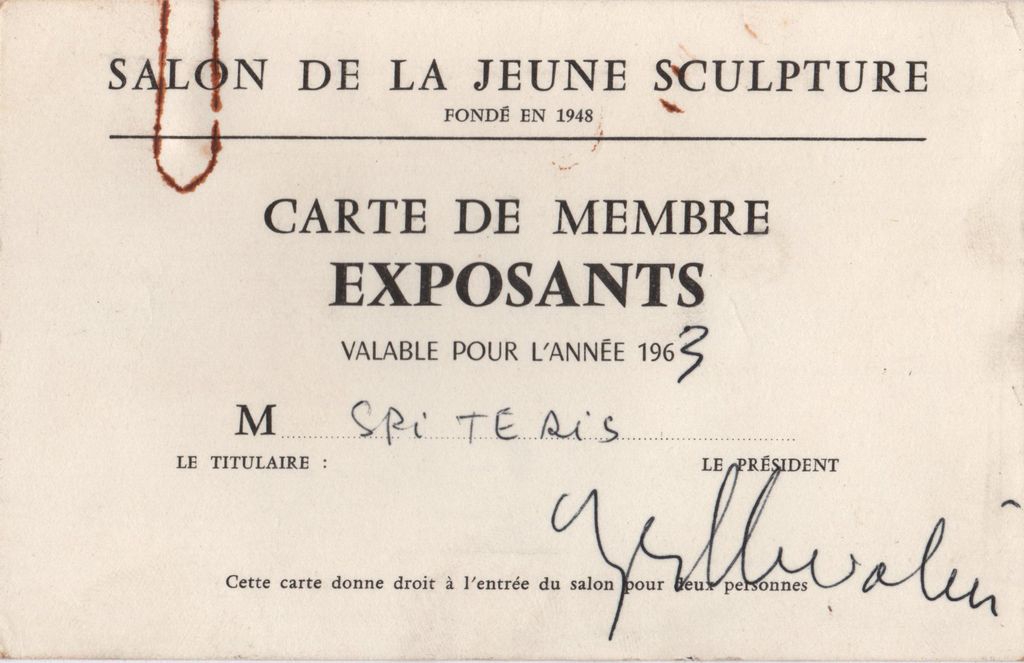 SALON DE LA JEUNE SCULPTURE
FONDÉ EN 1948
CARTE DE MEMBRE
EXPOSANTS
VALABLE POUR L'ANNÉE 1963
M SPiTERiS
LE TITULAIRE :
LE PRÉSIDENT
Cette carte donne droit à l'entrée du salon pour deux personnes